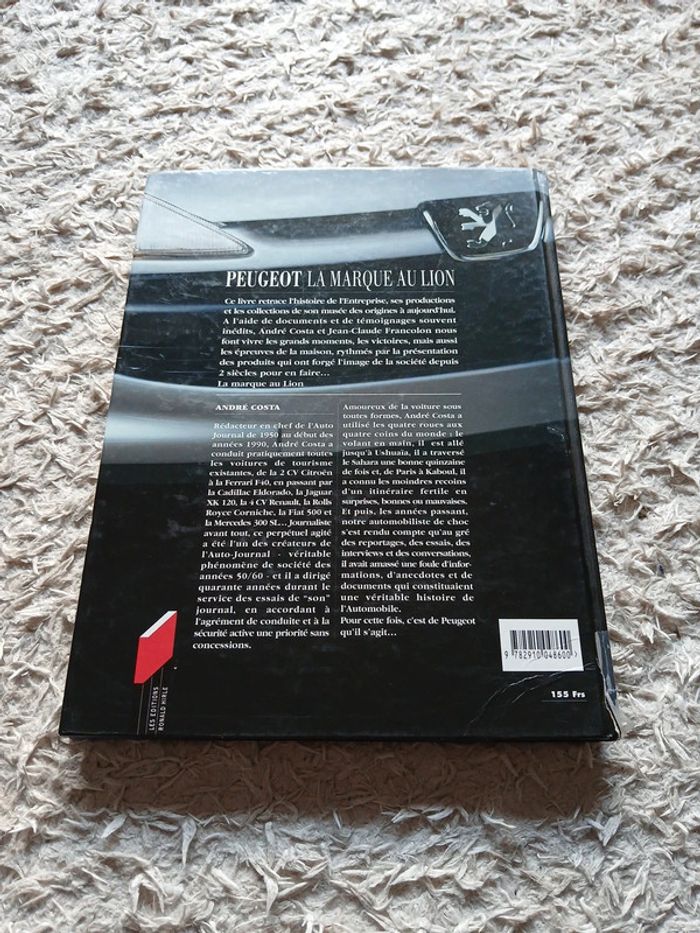 PEUGEOT LA MARQUE AU LION
Ce livre retrace l'histoire de l'Entreprise, ses productions
et les collections de son musée des origines à aujourd'hui.
A l'aide de documents et de témoignages souvent
inédits, André Costa et Jean-Claude Francolon nous
font vivre les grands moments, les victoires, mais aussi
les épreuves de la maison, rythmés par la présentation
des produits qui ont forgé l'image de la société depuis
2 siècles pour en faire...
La marque au Lion
ANDRÉ COSTA
Rédacteur en chef de l'Auto
Journal de 1950 au début des
années 1990, André Costa a
conduit pratiquement toutes
les voitures de tourisme
existantes, de la 2 CV Citroën
à la Ferrari F40, en passant par
la Cadillac Eldorado, la Jaguar
XK 120, la 4 CV Renault, la Rolls
Royce Corniche, la Fiat 500 et
la Mercedes 300 SL... Journaliste
avant tout, ce perpétuel agité
a été l'un des créateurs de
l'Auto-Journal - véritable
phénomène de société des
années 50/60 - et il a dirigé
quarante années durant le
service des essais de "son"
journal, en accordant à
l'agrément de conduite et à la
sécurité active une priorité sans
concessions.
Amoureux de la voiture sous
toutes formes, André Costa a
utilisé les quatre roues aux
quatre coins du monde : le
volant en main, il est allé
jusqu'à Ushuaïa, il a traversé
le Sahara une bonne quinzaine
de fois et, de Paris à Kaboul, il
a connu les moindres recoins
d'un itinéraire fertile en
surprises, bonnes ou mauvaises.
Et puis, les années passant,
notre automobiliste de choc
s'est rendu compte qu'au gré
des reportages, des essais, des
interviews et des conversations,
il avait amassé une foule d'infor-
mations, d'anecdotes et de
documents qui constituaient
une véritable histoire de
l'Automobile.
Pour cette fois, c'est de Peugeot
qu'il s'agit...
LES EDITIONS
RONALD HIRLE
9 782910 048600
155 Frs